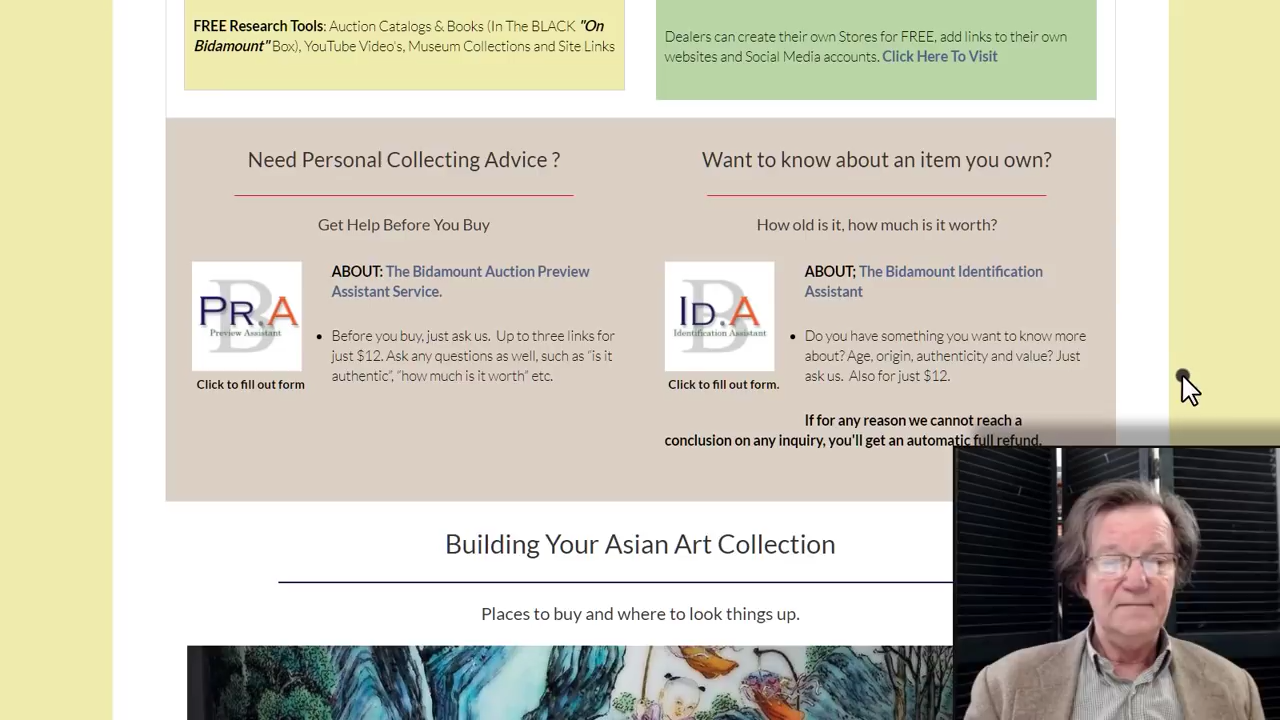 FREE Research Tools: Auction Catalogs & Books (In The BLACK "On
Bidamount" Box), YouTube Video's, Museum Collections and Site Links
Dealers can create their own Stores for FREE, add links to their own
websites and Social Media accounts. Click Here To Visit
Need Personal Collecting Advice ?
Get Help Before You Buy
B
PR.A
Preview Assistant
Click to fill out form
ABOUT: The Bidamount Auction Preview
Assistant Service.
• Before you buy, just ask us. Up to three links for
just $12. Ask any questions as well, such as "is it
authentic", "how much is it worth" etc.
Want to know about an item you own?
How old is it, how much is it worth?
B
ID.A
Identification Assistant
Click to fill out form.
ABOUT; The Bidamount Identification
Assistant
• Do you have something you want to know more
about? Age, origin, authenticity and value? Just
ask us. Also for just $12.
If for any reason we cannot reach a
conclusion on any inquiry, you'll get an automatic full refund.
Building Your Asian Art Collection
Places to buy and where to look things up.